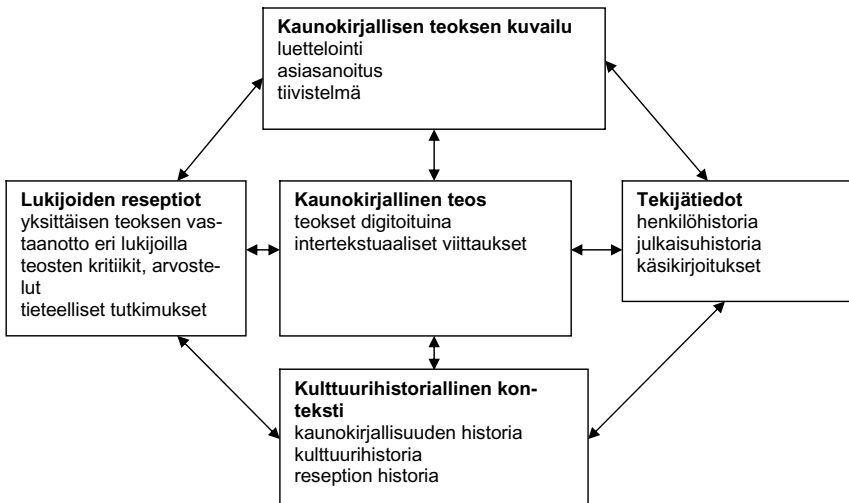 Kaunokirjallisen teoksen kuvailu
luettelointi
asiasanoitus
tiivistelmä
Lukijoiden reseptiot
yksittäisen teoksen vas-
taanotto eri lukijoilla
teosten kritiikit, arvoste-
lut
tieteelliset tutkimukset
Kaunokirjallinen teos
teokset digitoituina
intertekstuaaliset viittaukset
Tekijätiedot
henkilöhistoria
julkaisuhistoria
käsikirjoitukset
Kulttuurihistoriallinen kon-
teksti
kaunokirjallisuuden historia
kulttuurihistoria
reseption historia